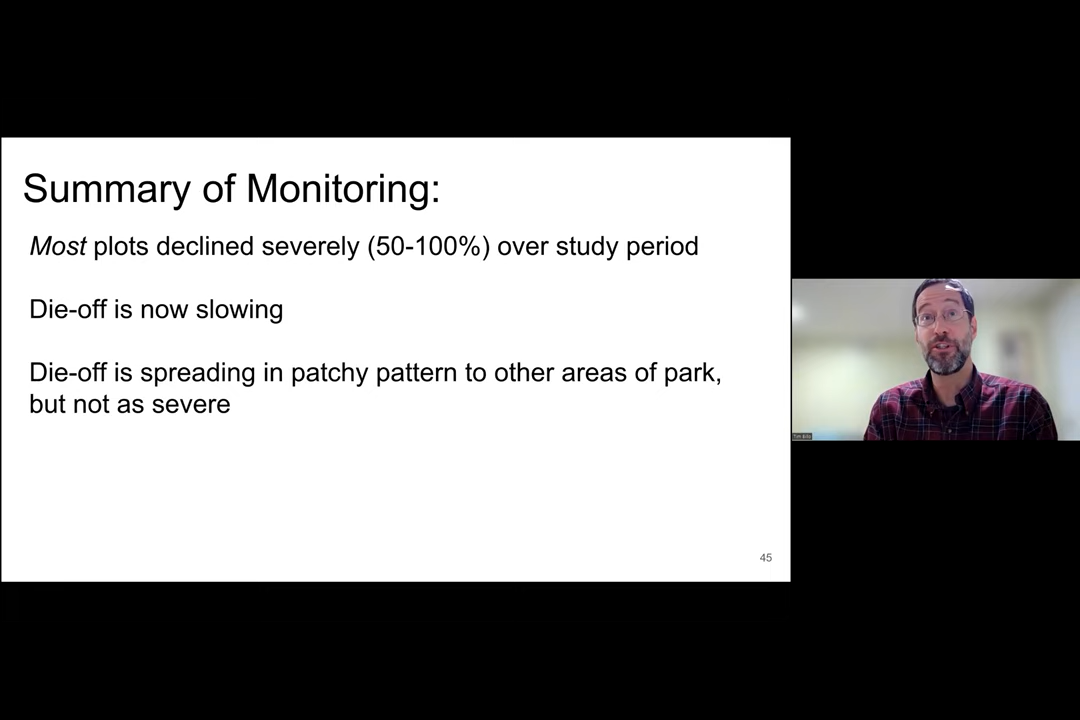 Summary of Monitoring:
Most plots declined severely (50-100%) over study period
Die-off is now slowing
Die-off is spreading in patchy pattern to other areas of park,
but not as severe
45